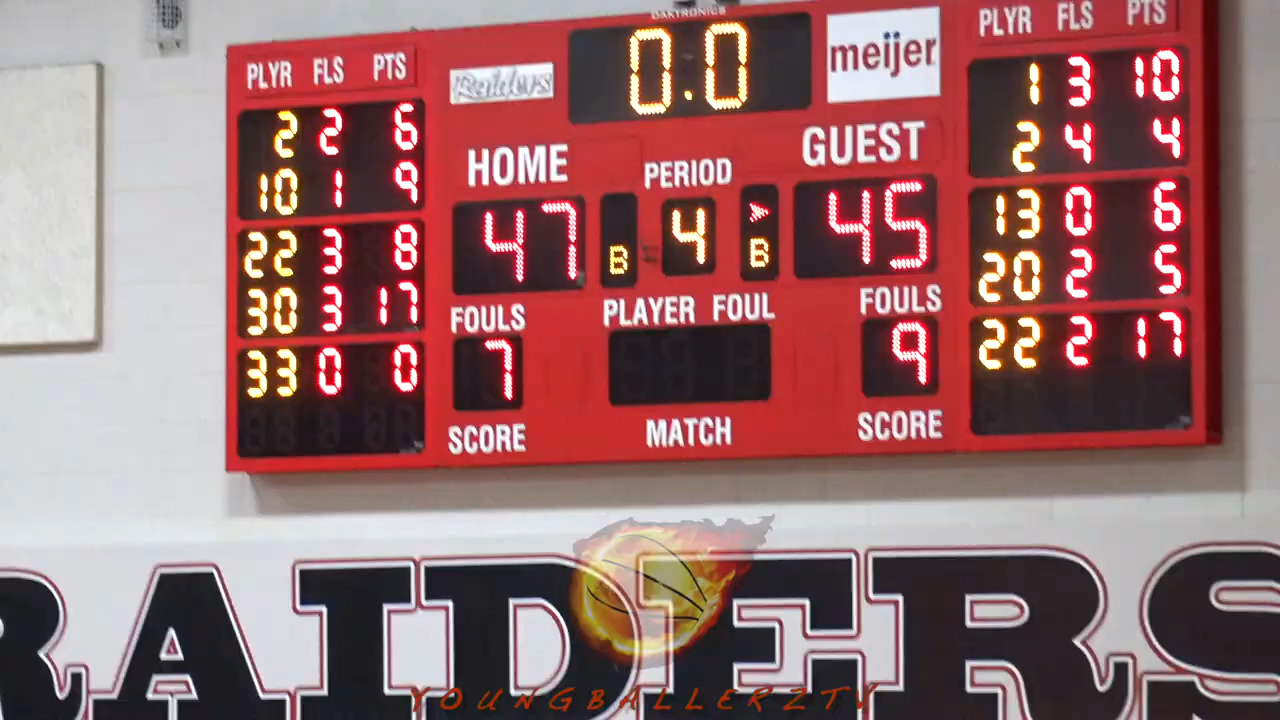 DAKTRONICS
PLYR FLS PTS
2 2 6
10 1 9
22 3 8
30 3 17
33 0 0
Raiders
0.0
meijer
HOME
PERIOD
GUEST
47
B
4
B
45
FOULS
PLAYER FOUL
FOULS
7
9
SCORE
MATCH
SCORE
PLYR FLS PTS
1 3 10
2 4 4
13 0 6
20 2 5
22 2 17
RAIDERS
YOUNGBALLERZTV